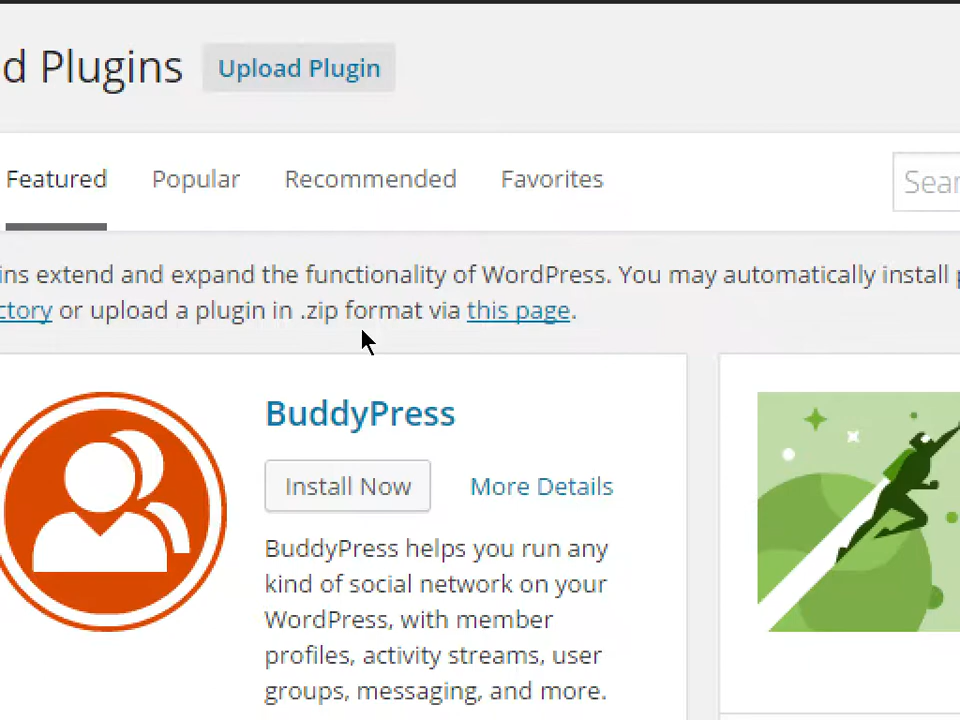 d Plugins Upload Plugin
Featured Popular Recommended Favorites
ins extend and expand the functionality of WordPress. You may automatically install
ctory or upload a plugin in .zip format via this page.
BuddyPress
Install Now More Details
BuddyPress helps you run any
kind of social network on your
WordPress, with member
profiles, activity streams, user
groups, messaging, and more.